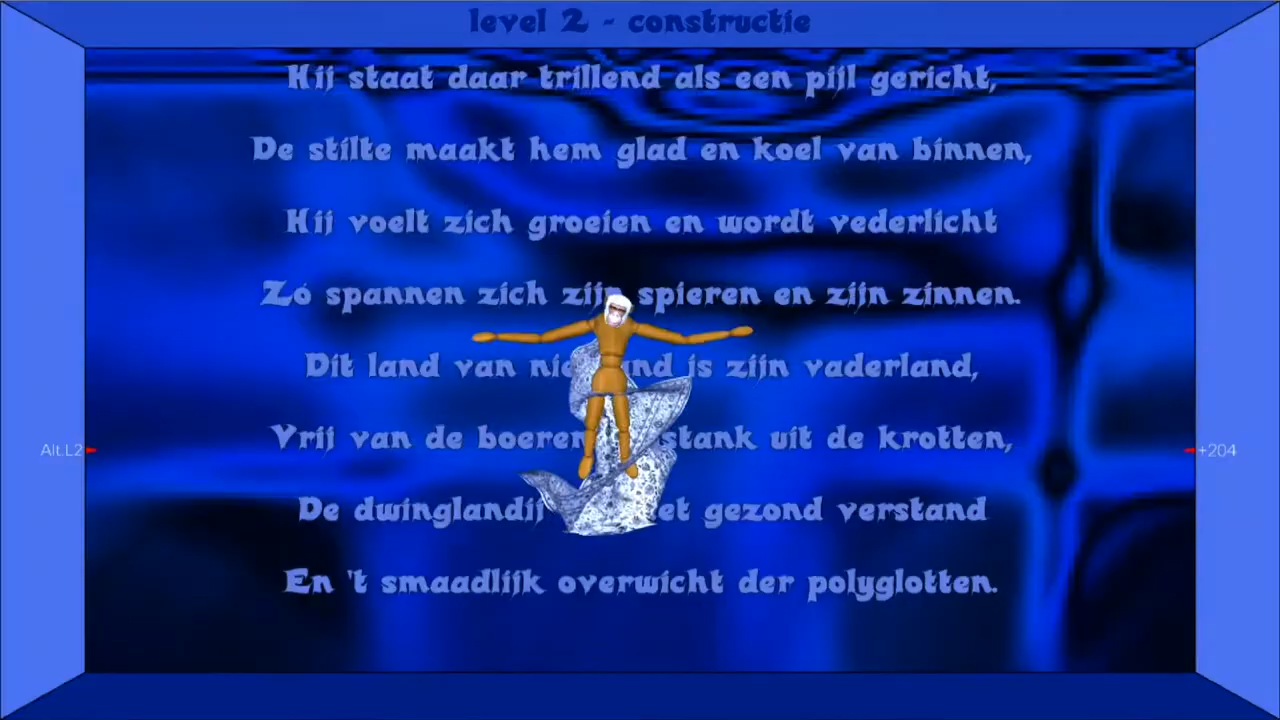 level 2 - constructie
Hij staat daar trillend als een pijl gericht,
De stilte maakt hem glad en koel van binnen,
Hij voelt zich groeien en wordt vederlicht
Zó spannen zich zijn spieren en zijn zinnen.
Dit land van is zijn vaderland,
Vrij van de boeren stank uit de krotten,
Alt.L2
+204
De dwinglandij gezond verstand
En 't smaadlijk overwicht der polyglotten.